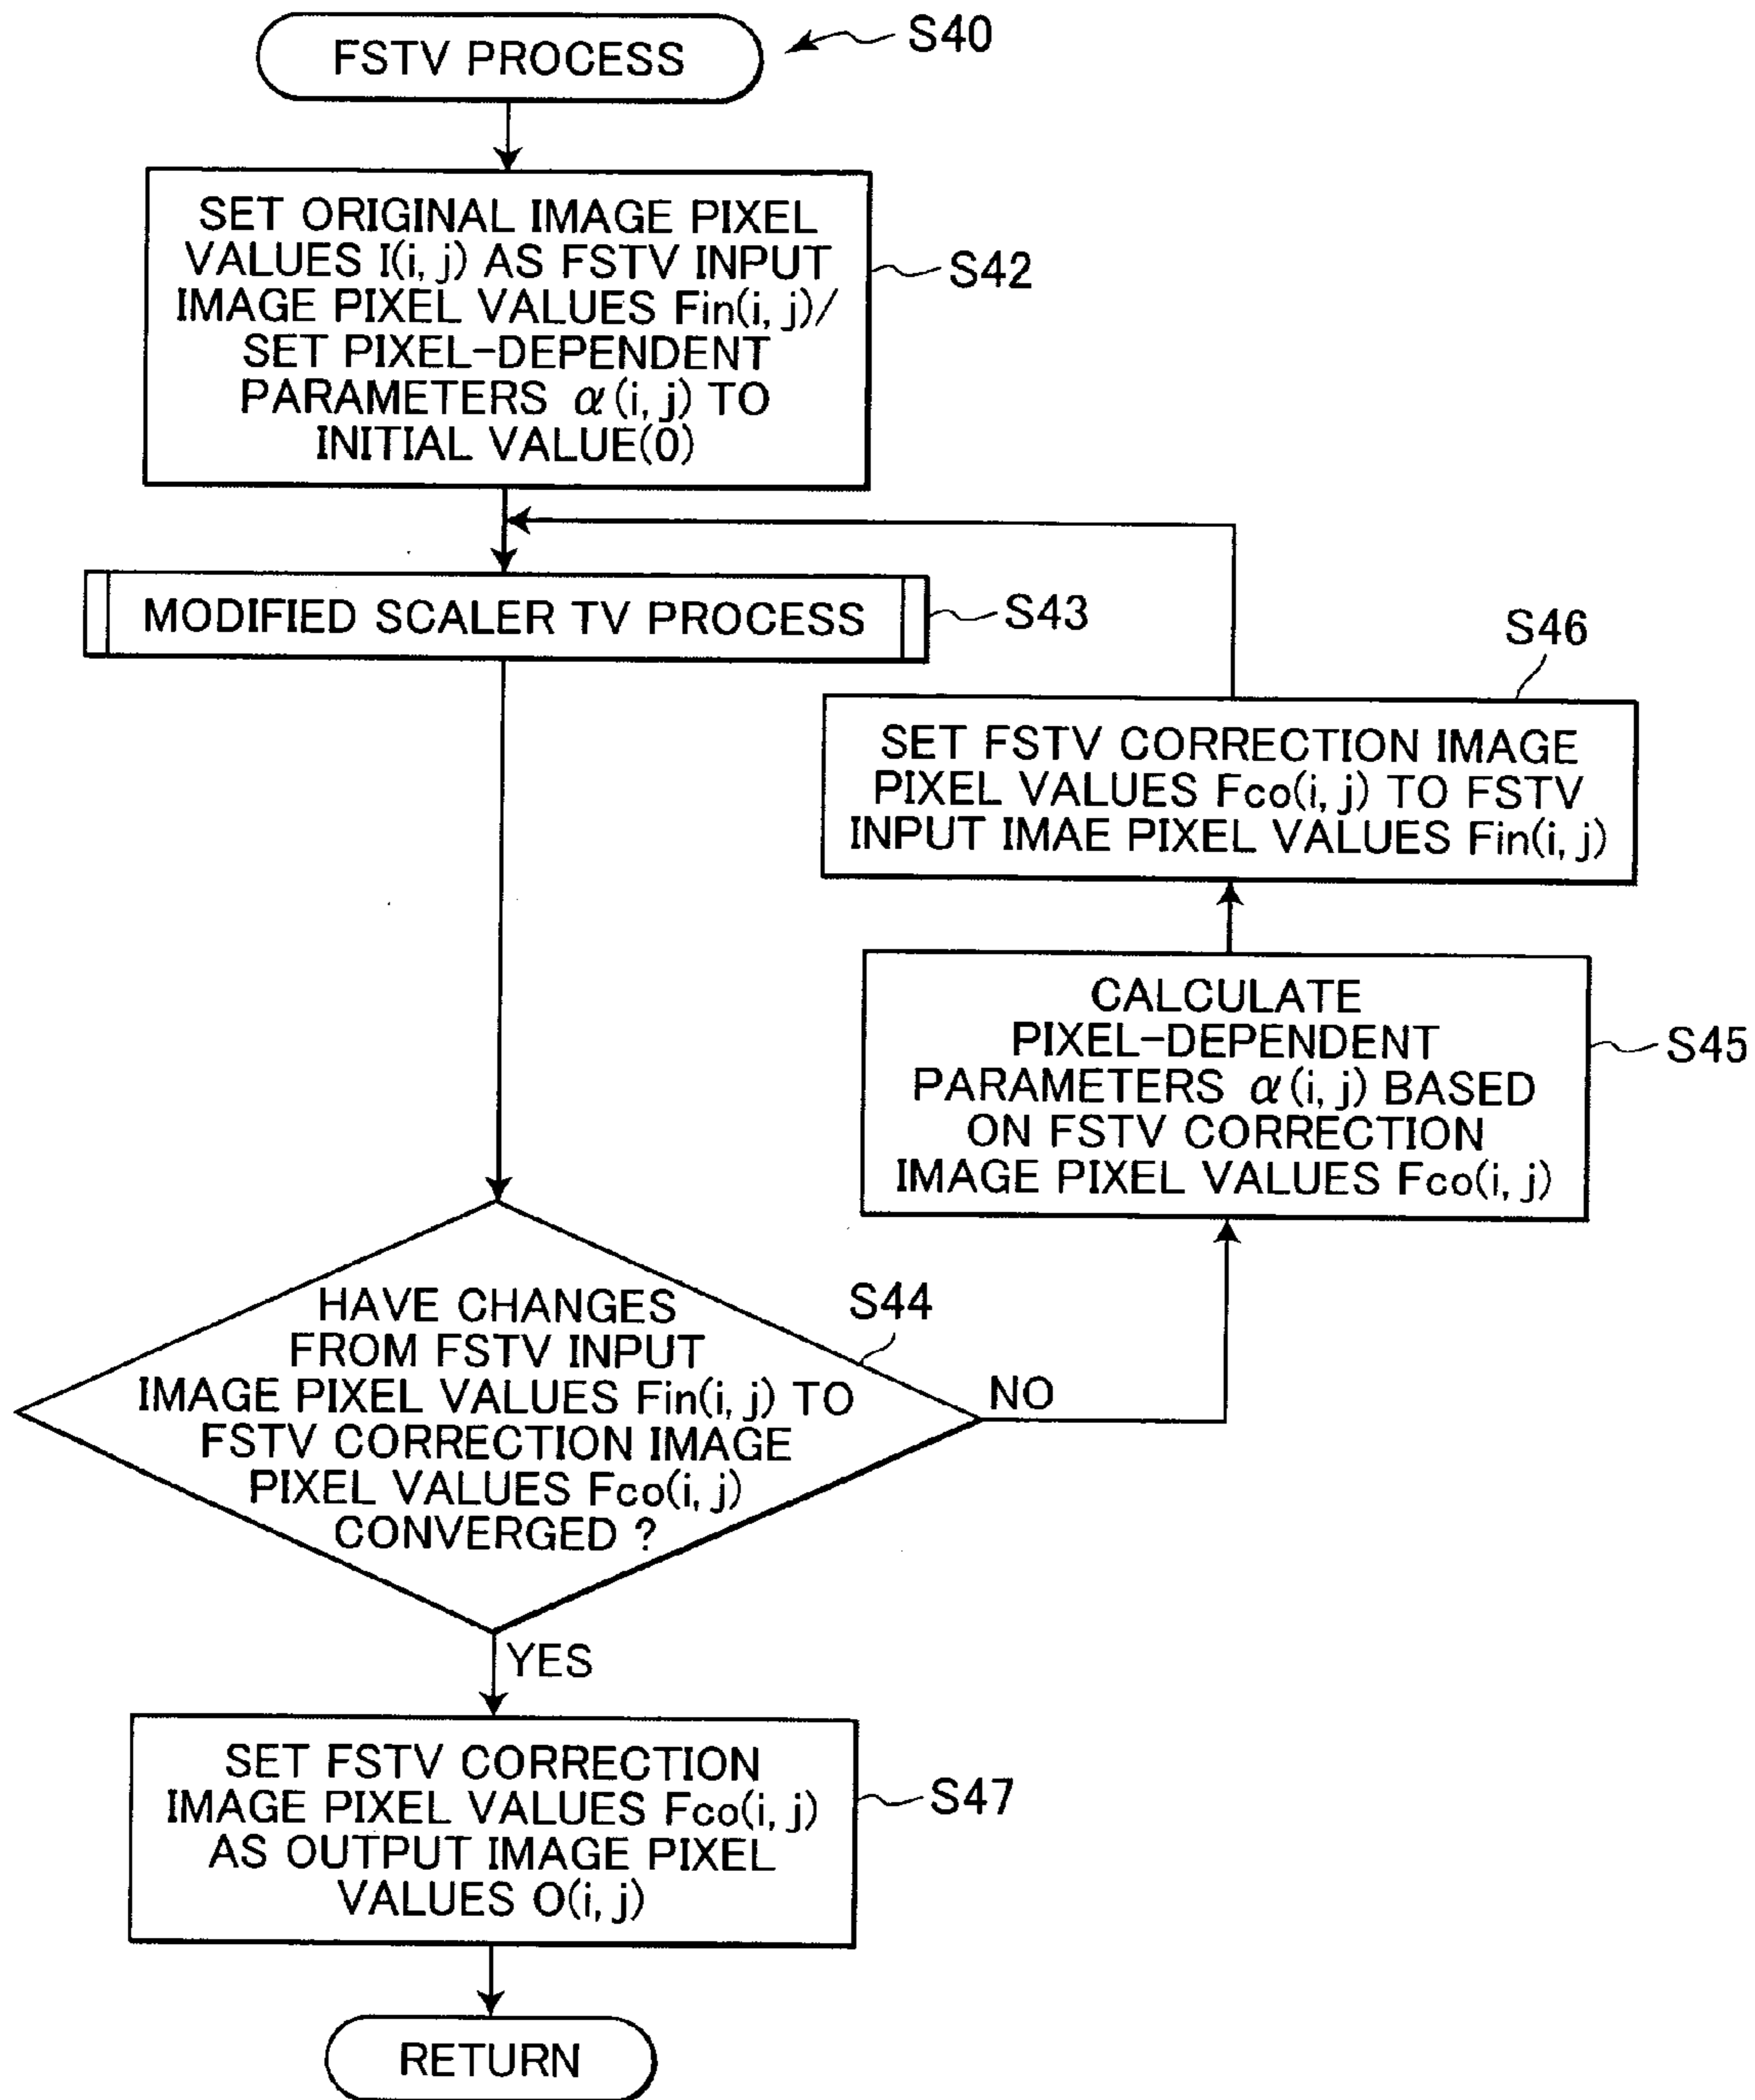 FSTV PROCESS
S40
SET ORIGINAL IMAGE PIXEL
VALUES I(i, j) AS FSTV INPUT
IMAGE PIXEL VALUES Fin(i, j)/
SET PIXEL-DEPENDENT
PARAMETERS α(i, j) TO
INITIAL VALUE(0)
S42
MODIFIED SCALER TV PROCESS
S43
S46
SET FSTV CORRECTION IMAGE
PIXEL VALUES Fco(i, j) TO FSTV
INPUT IMAE PIXEL VALUES Fin(i, j)
CALCULATE
PIXEL-DEPENDENT
PARAMETERS α(i, j) BASED
ON FSTV CORRECTION
IMAGE PIXEL VALUES Fco(i, j)
S45
HAVE CHANGES
FROM FSTV INPUT
IMAGE PIXEL VALUES Fin(i, j) TO
FSTV CORRECTION IMAGE
PIXEL VALUES Fco(i, j)
CONVERGED ?
S44
NO
YES
SET FSTV CORRECTION
IMAGE PIXEL VALUES Fco(i, j)
AS OUTPUT IMAGE PIXEL
VALUES O(i, j)
S47
RETURN